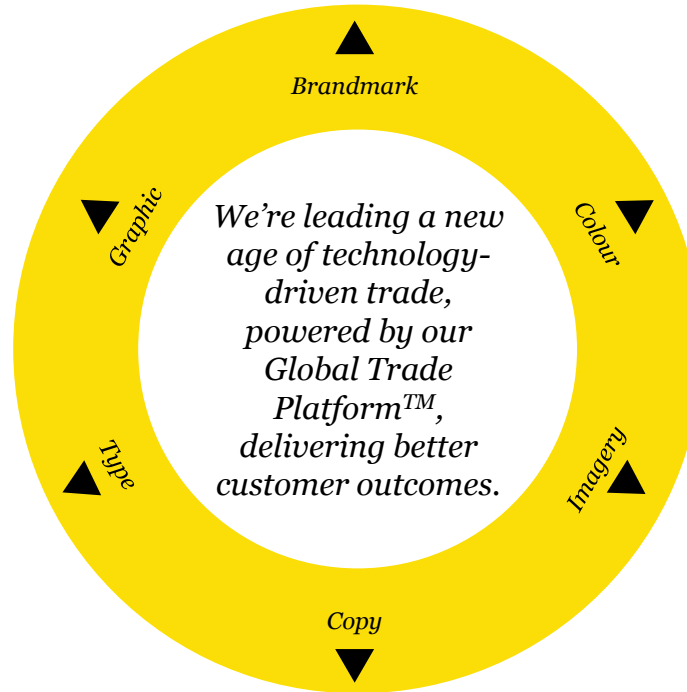 Brandmark
Graphic
Colour
We’re leading a new
age of technology-
driven trade,
powered by our
Global Trade
Platform™,
delivering better
customer outcomes.
Type
Imagery
Copy